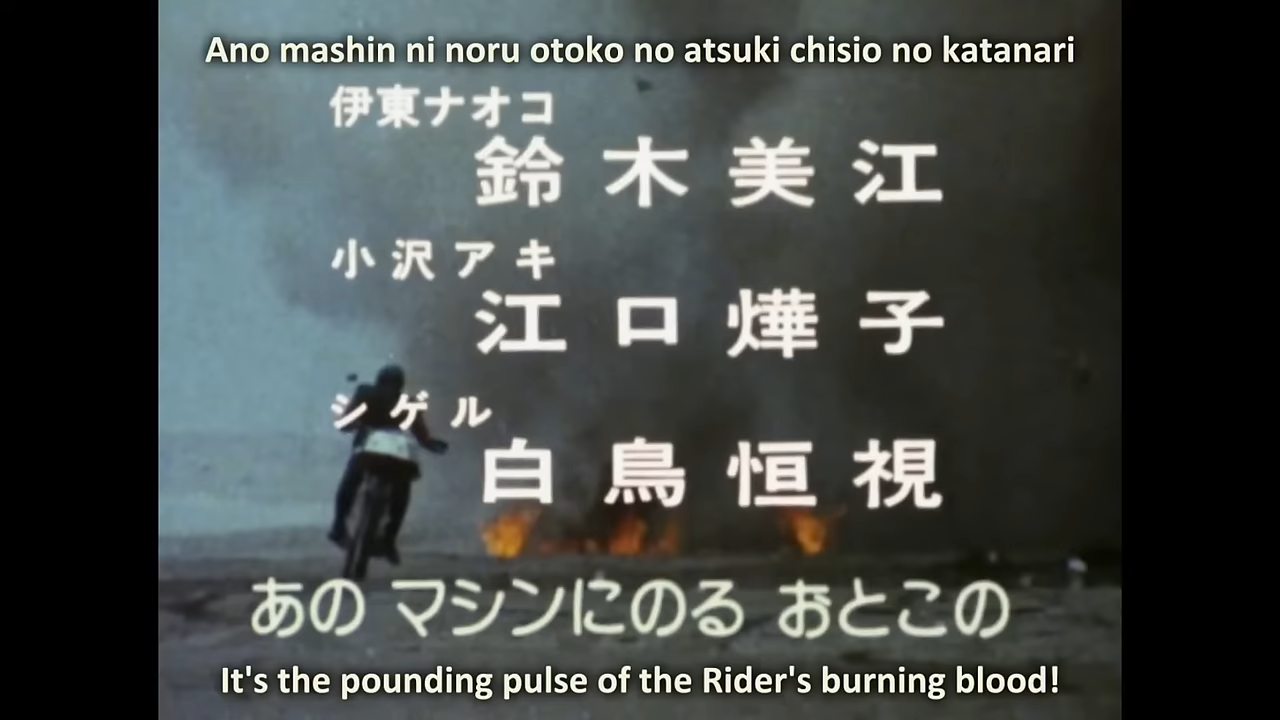 Ano mashin ni noru otoko no atsuki chisio no katanari
伊東ナオコ
鈴木美江
小沢アキ
江口燁子
シゲル
白鳥恒視
あの マシンにのる おとこの
It's the pounding pulse of the Rider's burning blood!